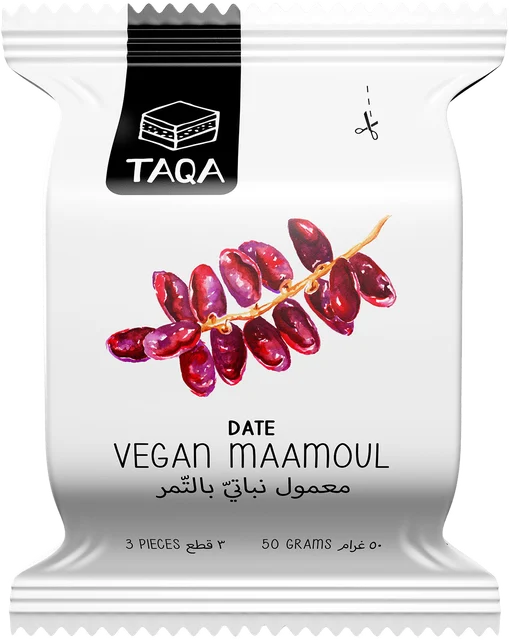 TAQA
DATE
VEGAN MAAMOUL
معمول نباتيّ بالتّمر
3 PIECES ٣ قطع
50 GRAMS ٥٠ غرام